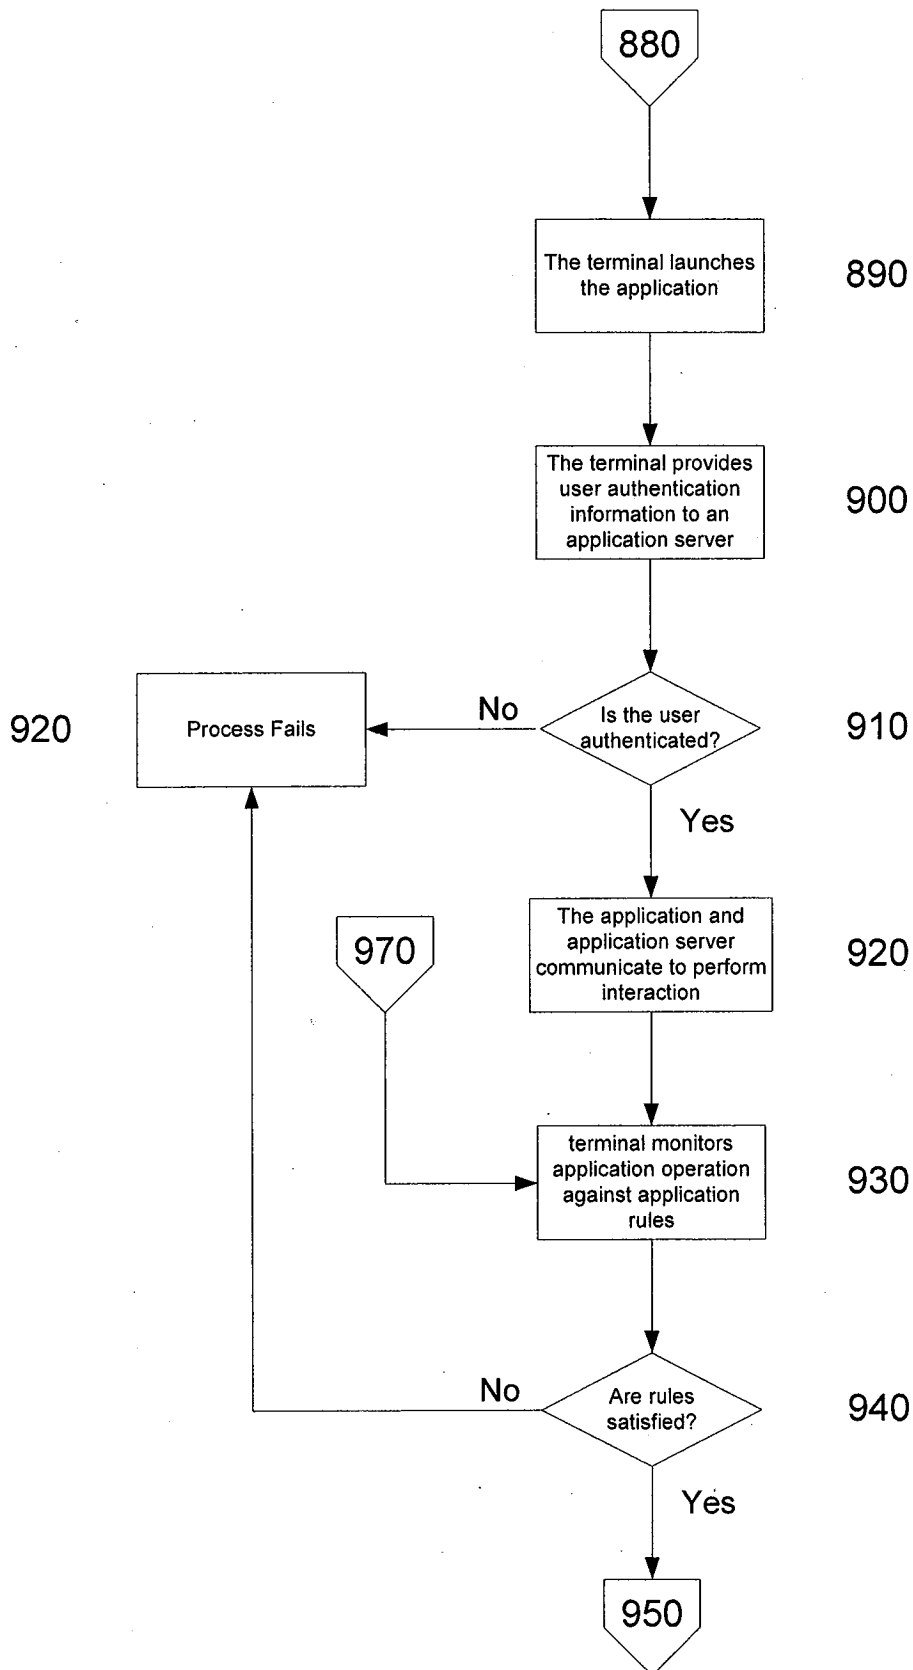 880
The terminal launches
the application
890
The terminal provides
user authentication
information to an
application server
900
920
Process Fails
No
Is the user
authenticated?
910
Yes
970
The application and
application server
communicate to perform
interaction
920
terminal monitors
application operation
against application
rules
930
No
Are rules
satisfied?
940
Yes
950